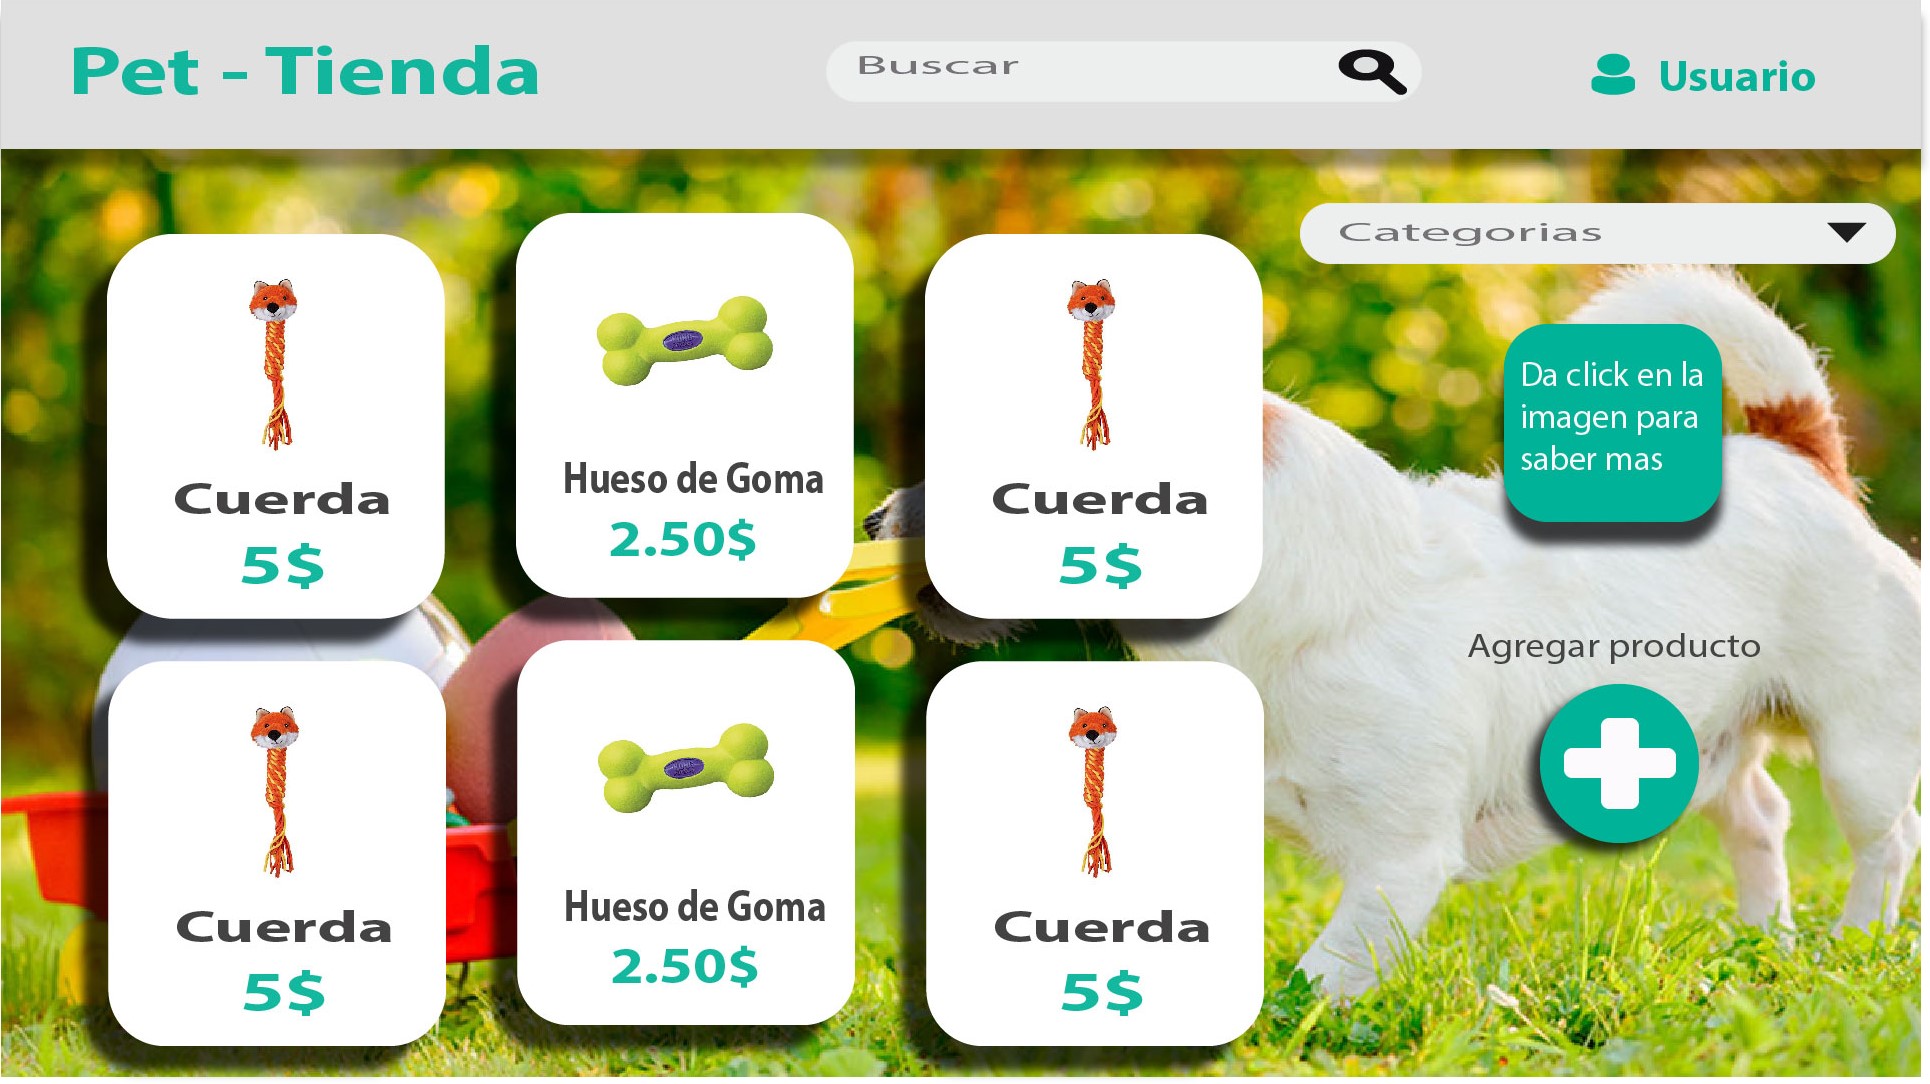 Pet - Tienda
Buscar
Usuario
Categorias
Cuerda
5$
Hueso de Goma
2.50$
Cuerda
5$
Da click en la
imagen para
saber mas
Agregar producto
Cuerda
5$
Hueso de Goma
2.50$
Cuerda
5$